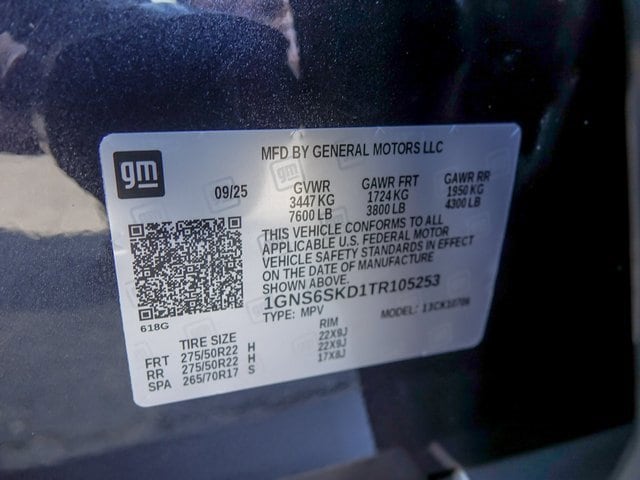 gm
MFD BY GENERAL MOTORS LLC
09/25 GVWR GAWR FRT GAWR RR
3447 KG 1724 KG 1950 KG
7600 LB 3800 LB 4300 LB
THIS VEHICLE CONFORMS TO ALL
APPLICABLE U.S. FEDERAL MOTOR
VEHICLE SAFETY STANDARDS IN EFFECT
ON THE DATE OF MANUFACTURE
SHOWN ABOVE.
1GNS6SKD1TR105253
TYPE: MPV MODEL: 13CK10706
618G
TIRE SIZE RIM
FRT 275/50R22 H 22X9J
RR 275/50R22 H 22X9J
SPA 265/70R17 S 17X8J